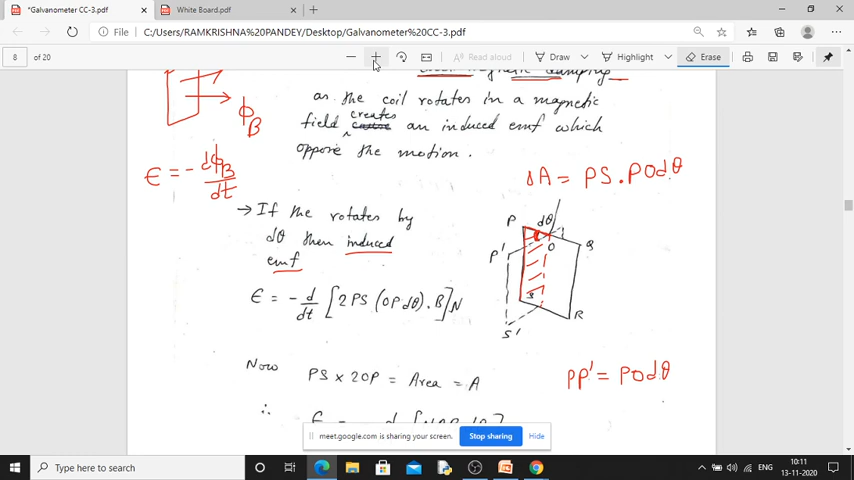 *Galvanometer CC-3.pdf
White Board.pdf
File C:/Users/RAMKRISHNA%20PANDEY/Desktop/Galvanometer%20CC-3.pdf
8 of 20
Read aloud
Draw
Highlight
Erase
magnetic damping
as the coil rotates in a magnetic
creates
field an induced emf which
oppose the motion.
ϕB
ϵ = - dϕB/dt
dA = PS . POdθ
→ If the rotates by
dθ then induced
emf
ϵ = - d/dt [2PS (OP dθ) . B] N
P
dθ
P'
O
Q
S
R
S'
Now PS × 2OP = Area = A
PP' = POdθ
∴
meet.google.com is sharing your screen.
Stop sharing
Hide
Type here to search
ENG
10:11
13-11-2020